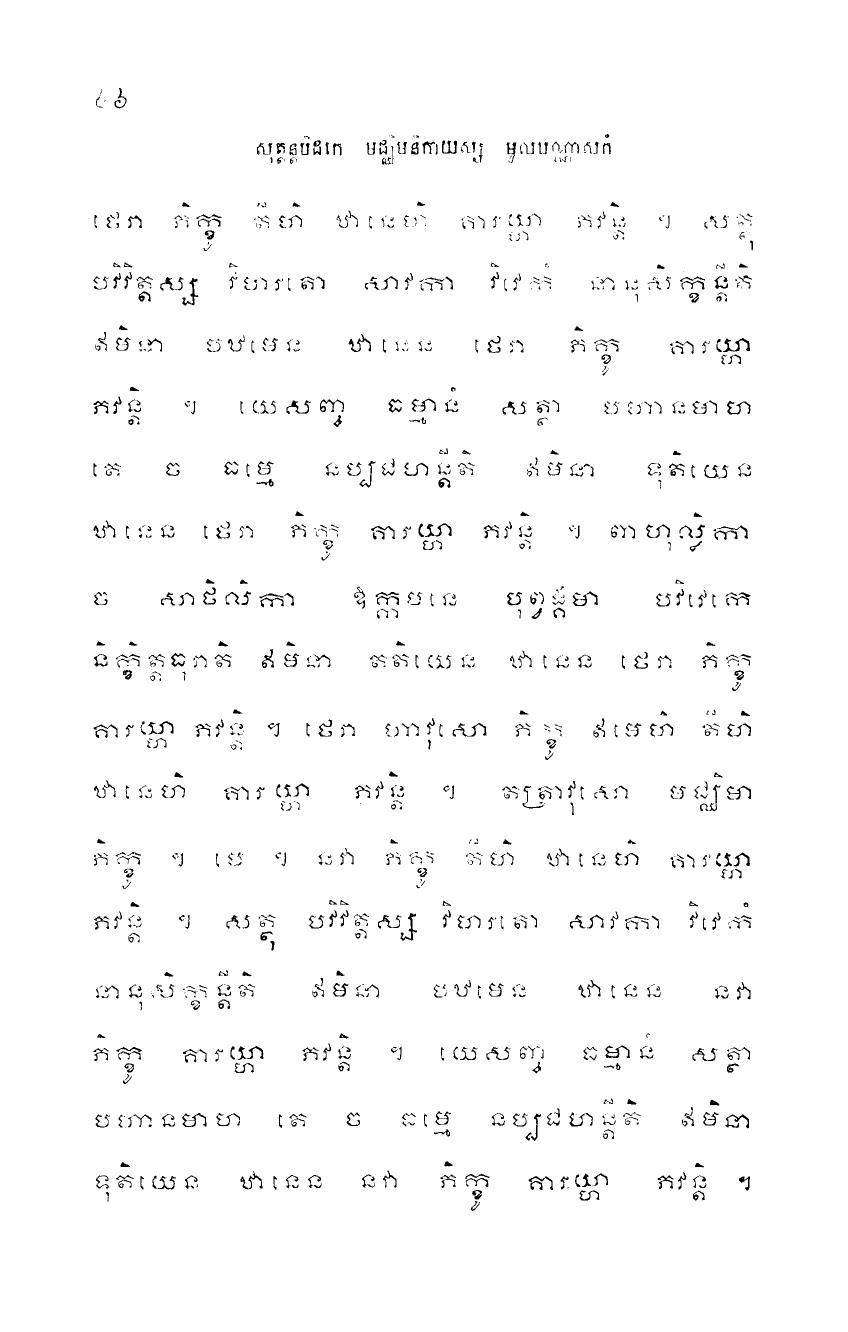 ៤៦
សុត្តន្តបិដកេ មជ្ឈិមនិកាយស្ស មូលបណ្ណាសកំ
ថេរា ភិក្ខូ តីហិ ឋានេហិ គារយ្ហា ភវន្តិ ។ សត្ថុ
បវិវិត្តស្ស វិហរតោ សាវកា វិវេកំ នានុសិក្ខន្តីតិ
ឥមិនា បឋមេន ឋានេន ថេរា ភិក្ខូ គារយ្ហា
ភវន្តិ ។ យេសញ្ច ធម្មានំ សត្ថា បហានមាហ
តេ ច ធម្មេ នប្បជហន្តីតិ ឥមិនា ទុតិយេន
ឋានេន ថេរា ភិក្ខូ គារយ្ហា ភវន្តិ ។ ពាហុល្លិកា
ច សាថិលិកា ឱក្កមនេ បុព្វង្គមា បវិវេកេ
និក្ខិត្តធុរាតិ ឥមិនា តតិយេន ឋានេន ថេរា ភិក្ខូ
គារយ្ហា ភវន្តិ ។ ថេរា ហាវុសោ ភិក្ខូ ឥមេហិ តីហិ
ឋានេហិ គារយ្ហា ភវន្តិ ។ តត្រាវុសោ មជ្ឈិមា
ភិក្ខូ ។ បេ ។ នវា ភិក្ខូ តីហិ ឋានេហិ គារយ្ហា
ភវន្តិ ។ សត្ថុ បវិវិត្តស្ស វិហរតោ សាវកា វិវេកំ
នានុសិក្ខន្តីតិ ឥមិនា បឋមេន ឋានេន នវា
ភិក្ខូ គារយ្ហា ភវន្តិ ។ យេសញ្ច ធម្មានំ សត្ថា
បហានមាហ តេ ច ធម្មេ នប្បជហន្តីតិ ឥមិនា
ទុតិយេន ឋានេន នវា ភិក្ខូ គារយ្ហា ភវន្តិ ។